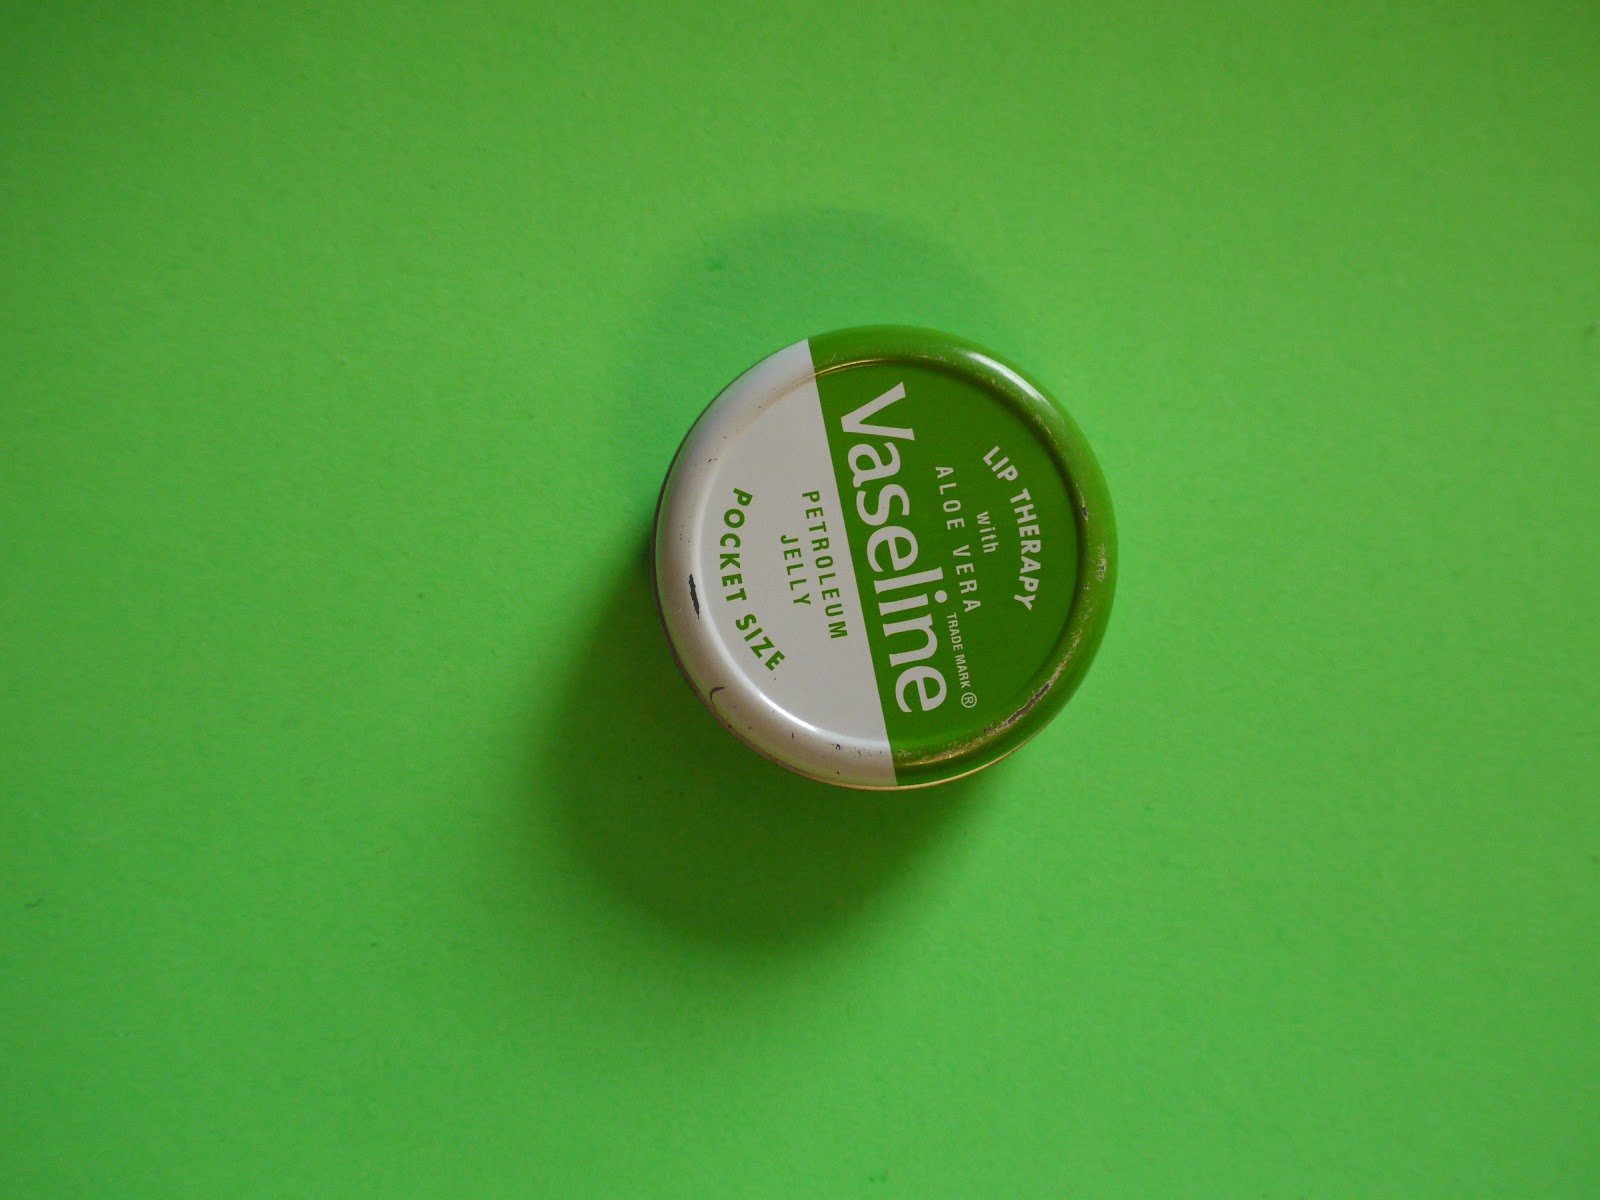 LIP THERAPY
with
ALOE VERA
TRADE MARK ®
Vaseline
PETROLEUM
JELLY
POCKET SIZE